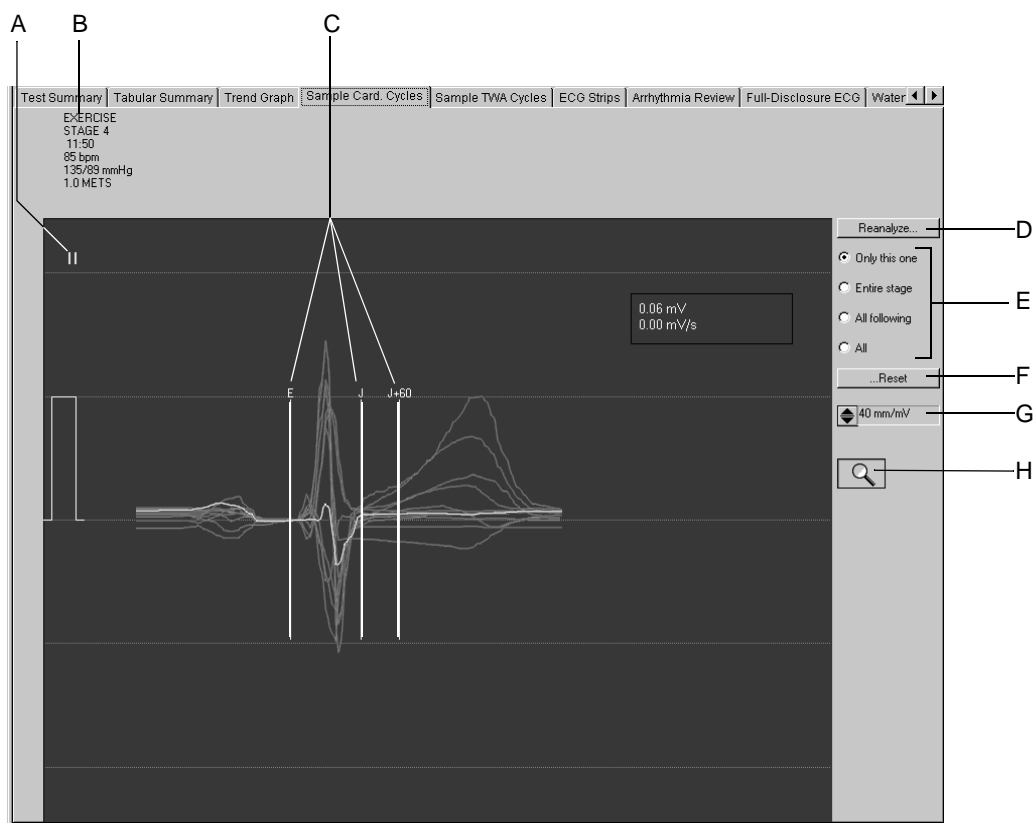 A B C
Test Summary Tabular Summary Trend Graph Sample Card. Cycles Sample TWA Cycles ECG Strips Arrhythmia Review Full-Disclosure ECG Water
EXERCISE
STAGE 4
11:50
85 bpm
135/89 mmHg
1.0 METS
Reanalyze...
D
II
Only this one
Entire stage
E
All following
All
0.06 mV
0.00 mV/s
...Reset
F
E J J+60
40 mm/mV
G
H